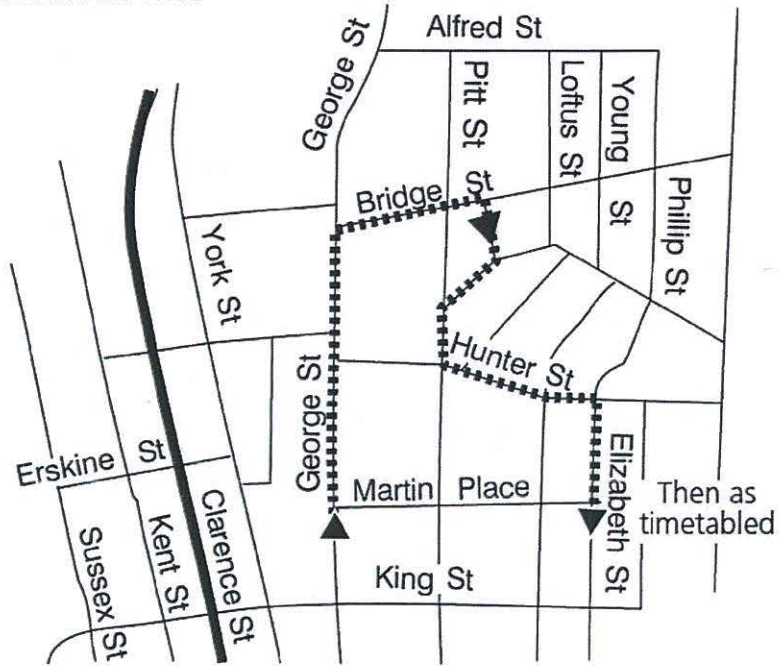 Alfred St
George St
Pitt St
Loftus St
Young St
Phillip St
Bridge St
York St
Hunter St
George St
Erskine St
Martin Place
Elizabeth St
Then as
timetabled
Clarence St
Kent St
Sussex St
King St